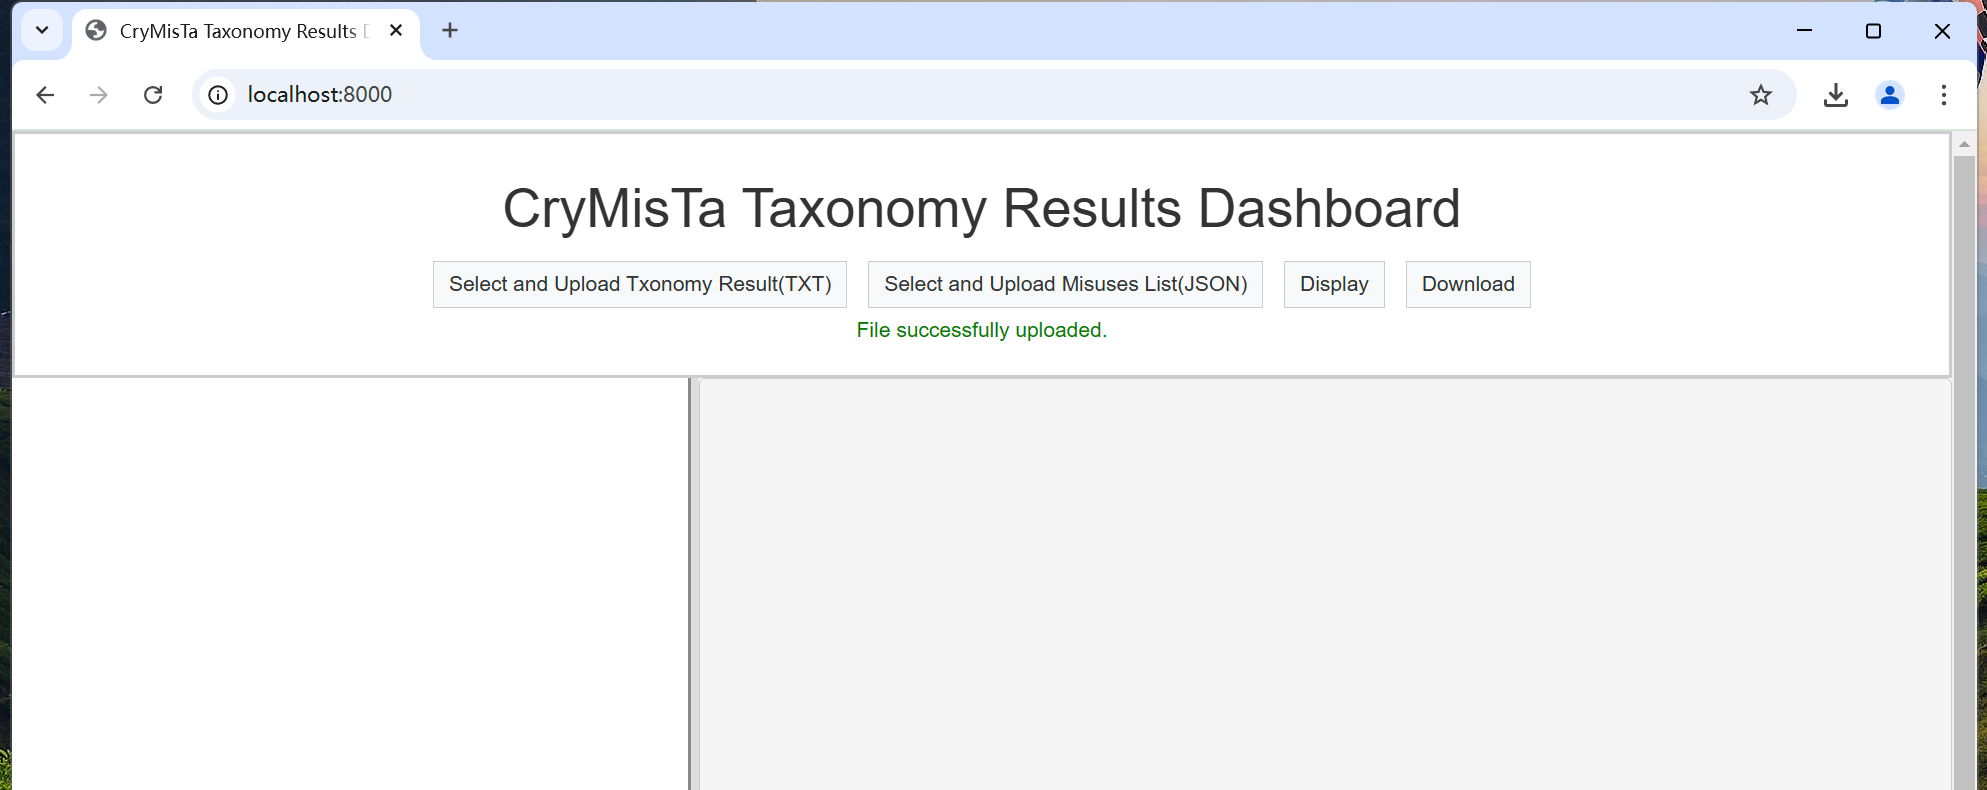 CryMisTa Taxonomy Results
localhost:8000
CryMisTa Taxonomy Results Dashboard
Select and Upload Txonomy Result(TXT) Select and Upload Misuses List(JSON) Display Download
File successfully uploaded.